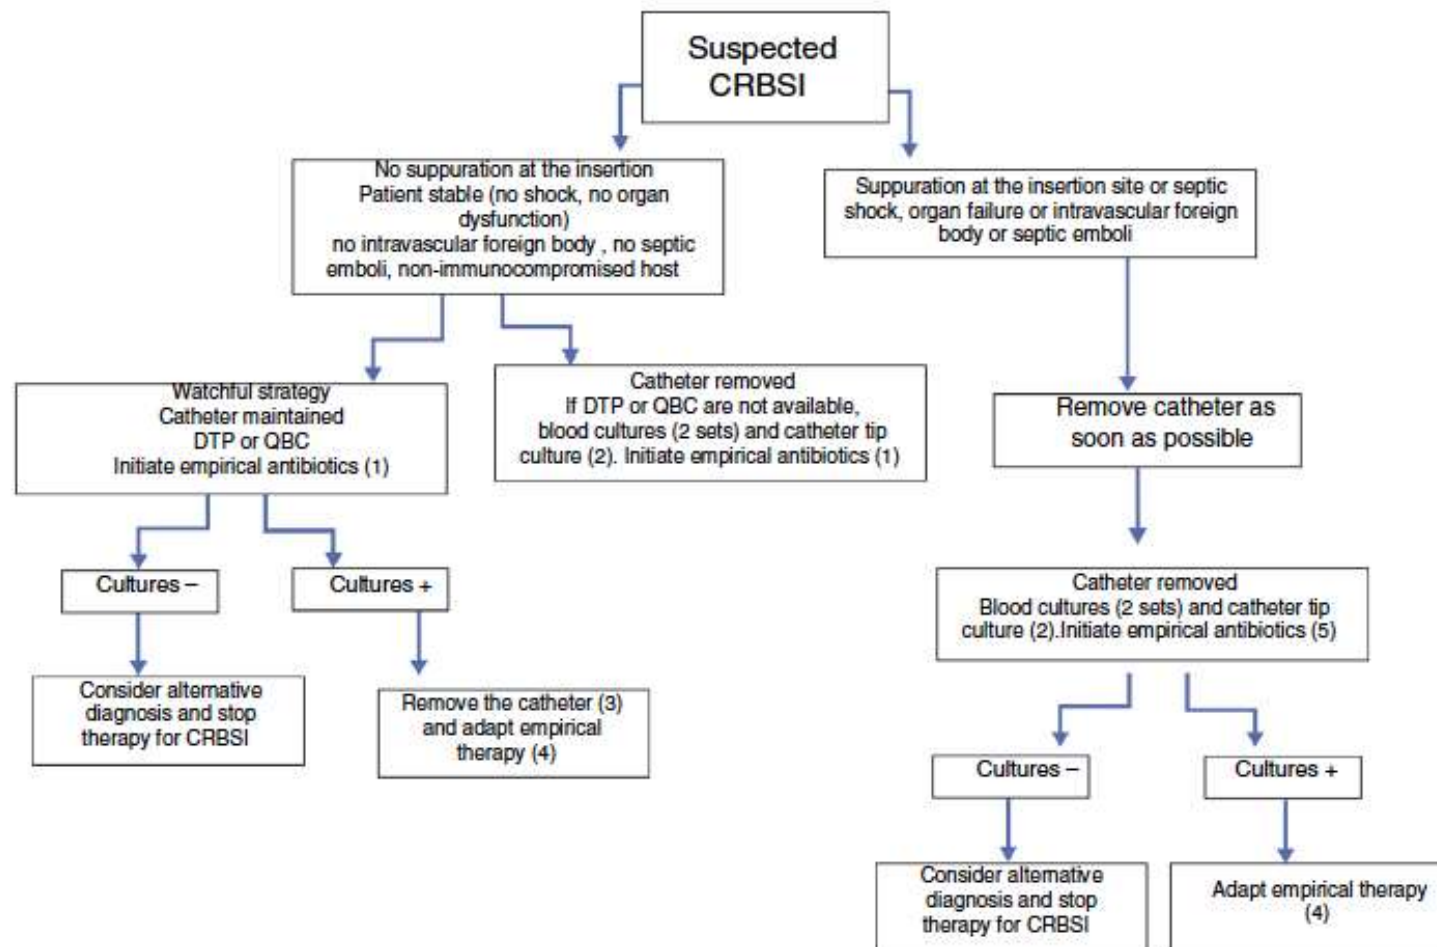 Suspected
CRBSI
No suppuration at the insertion
Patient stable (no shock, no organ
dysfunction)
no intravascular foreign body , no septic
emboli, non-immunocompromised host
Suppuration at the insertion site or septic
shock, organ failure or intravascular foreign
body or septic emboli
Watchful strategy
Catheter maintained
DTP or QBC
Initiate empirical antibiotics (1)
Catheter removed
If DTP or QBC are not available,
blood cultures (2 sets) and catheter tip
culture (2). Initiate empirical antibiotics (1)
Remove catheter as
soon as possible
Cultures –
Cultures +
Catheter removed
Blood cultures (2 sets) and catheter tip
culture (2).Initiate empirical antibiotics (5)
Consider alternative
diagnosis and stop
therapy for CRBSI
Remove the catheter (3)
and adapt empirical
therapy (4)
Cultures –
Cultures +
Consider alternative
diagnosis and stop
therapy for CRBSI
Adapt empirical therapy
(4)